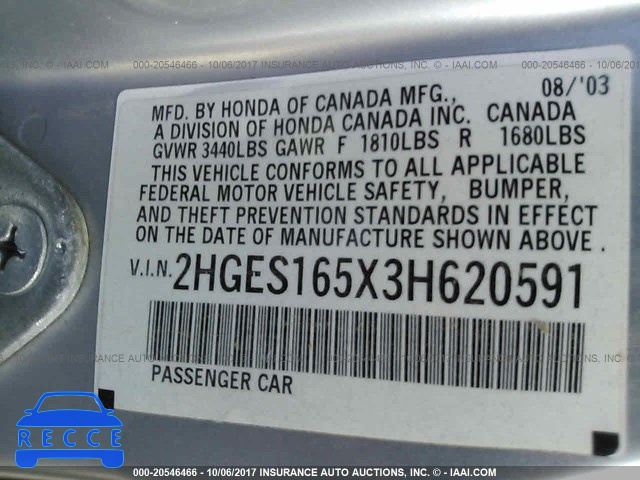 000-20546466 - 10/06/2017 INSURANCE AUTO AUCTIONS, CORP. © - IAAI.COM
08/'03
MFD. BY HONDA OF CANADA MFG.,
A DIVISION OF HONDA CANADA INC. CANADA
GVWR 3440LBS GAWR F 1810LBS R 1680LBS
THIS VEHICLE CONFORMS TO ALL APPLICABLE
FEDERAL MOTOR VEHICLE SAFETY, BUMPER,
AND THEFT PREVENTION STANDARDS IN EFFECT
ON THE DATE OF MANUFACTURE SHOWN ABOVE.
V.I.N. 2HGES165X3H620591
PASSENGER CAR
RECCE
000-20546466 - 10/06/2017 INSURANCE AUTO AUCTIONS, CORP. © - IAAI.COM